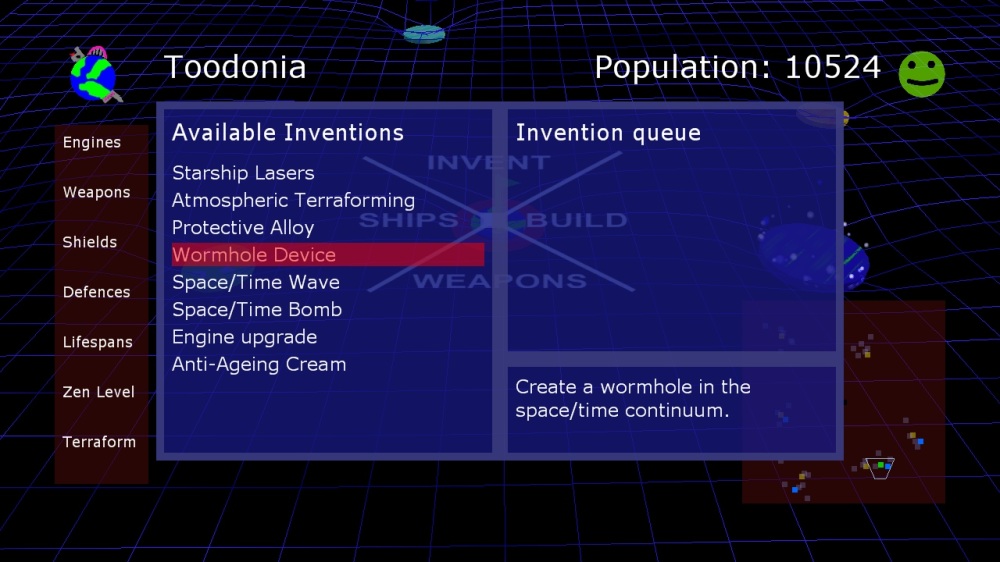 Toodonia
Population: 10524
Engines
Weapons
Shields
Defences
Lifespans
Zen Level
Terraform
Available Inventions
Starship Lasers
Atmospheric Terraforming
Protective Alloy
Wormhole Device
Space/Time Wave
Space/Time Bomb
Engine upgrade
Anti-Ageing Cream
Invention queue
Create a wormhole in the
space/time continuum.
INVENT
SHIPS BUILD
WEAPONS